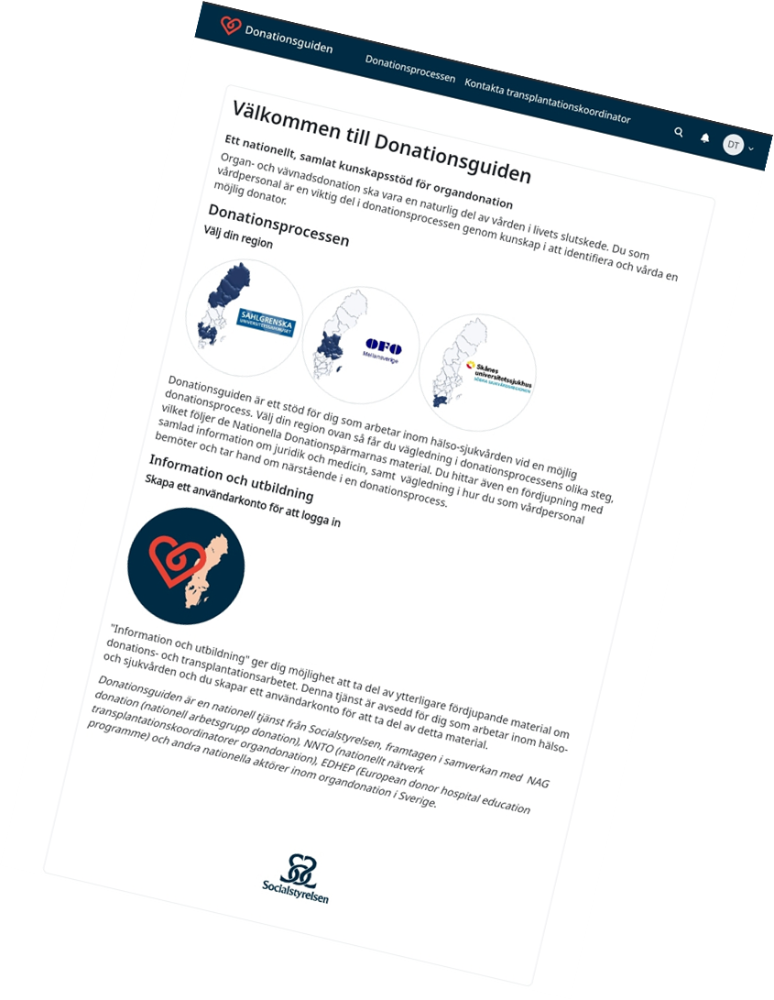 Donationsguiden
Donationsprocessen
Kontakta transplantationskoordinator
DT
Välkommen till Donationsguiden
Ett nationellt, samlat kunskapsstöd för organdonation
Organ- och vävnadsdonation ska vara en naturlig del av vården i livets slutskede. Du som
vårdpersonal är en viktig del i donationsprocessen genom kunskap i att identifiera och vårda en
möjlig donator.
Donationsprocessen
Välj din region
SAHLGRENSKA
UNIVERSITETSSJUKHUSET
OFO
Mellansverige
Skånes
universitetssjukhus
SÖDRA SJUKVÅRDSREGIONEN
Donationsguiden är ett stöd för dig som arbetar inom hälso-sjukvården vid en möjlig
donationsprocess. Välj din region ovan så får du vägledning i donationsprocessens olika steg,
vilket följer de Nationella Donationspärmarnas material. Du hittar även en fördjupning med
samlad information om juridik och medicin, samt vägledning i hur du som vårdpersonal
bemöter och tar hand om närstående i en donationsprocess.
Information och utbildning
Skapa ett användarkonto för att logga in
"Information och utbildning" ger dig möjlighet att ta del av ytterligare fördjupande material om
donations- och transplantationsarbetet. Denna tjänst är avsedd för dig som arbetar inom hälso-
och sjukvården och du skapar ett användarkonto för att ta del av detta material.
Donationsguiden är en nationell tjänst från Socialstyrelsen, framtagen i samverkan med NAG
donation (nationell arbetsgrupp donation), NNTO (nationellt nätverk
transplantationskoordinatorer organdonation), EDHEP (European donor hospital education
programme) och andra nationella aktörer inom organdonation i Sverige.
Socialstyrelsen